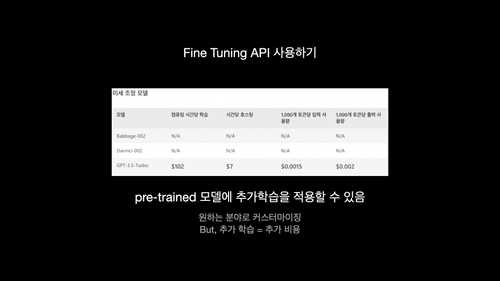 Fine Tuning API 사용하기
미세 조정 모델
모델 컴퓨팅 시간당 학습 시간당 호스팅 1,000개 토큰당 입력 사용량 1,000개 토큰당 출력 사용량
Babbage-002 N/A N/A N/A N/A
Davinci-002 N/A N/A N/A N/A
GPT-3.5-Turbo $102 $7 $0.0015 $0.002
pre-trained 모델에 추가학습을 적용할 수 있음
원하는 분야로 커스터마이징
But, 추가 학습 = 추가 비용